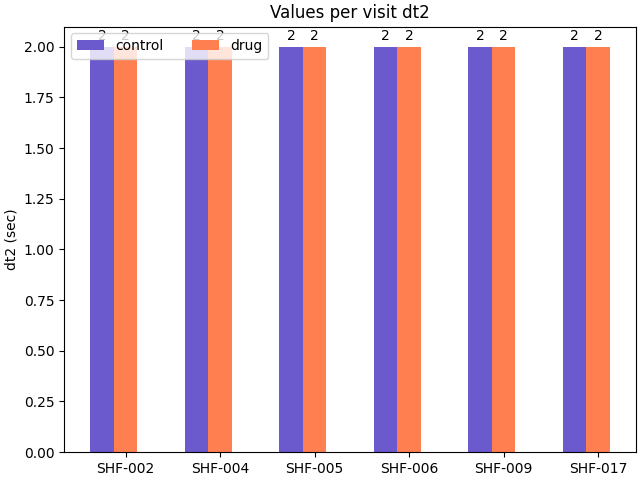 Values per visit dt2
control drug
2 2 2 2 2 2 2 2 2 2 2 2
2.00
1.75
1.50
1.25
1.00
0.75
0.50
0.25
0.00
dt2 (sec)
SHF-002 SHF-004 SHF-005 SHF-006 SHF-009 SHF-017